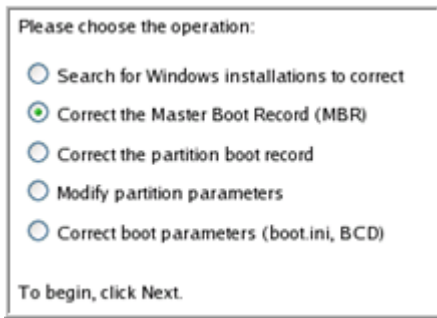 Please choose the operation:
Search for Windows installations to correct
Correct the Master Boot Record (MBR)
Correct the partition boot record
Modify partition parameters
Correct boot parameters (boot.ini, BCD)
To begin, click Next.